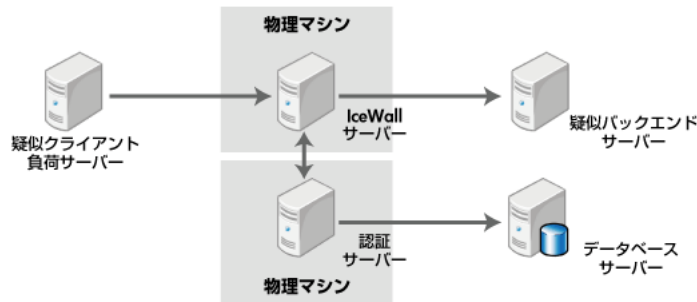 物理マシン
疑似クライアント
負荷サーバー
IceWall
サーバー
疑似バックエンド
サーバー
認証
サーバー
データベース
サーバー
物理マシン